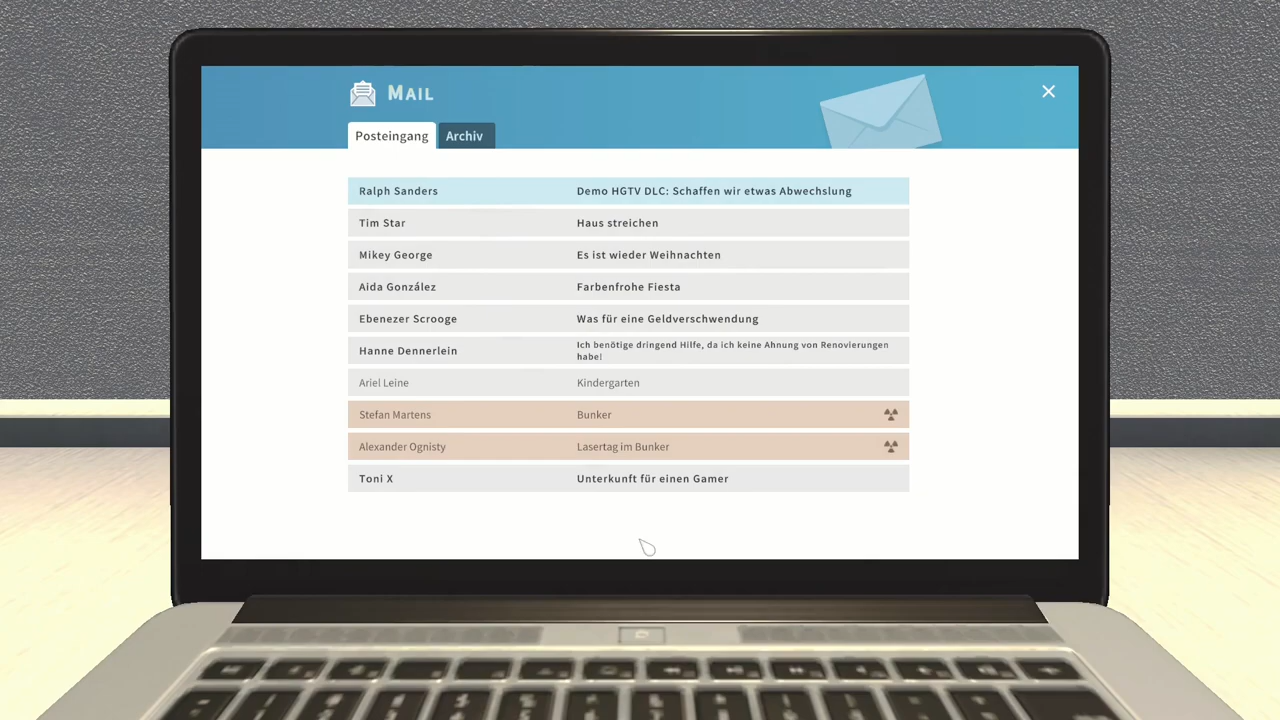 Mail
Posteingang
Archiv
Ralph Sanders Demo HGTV DLC: Schaffen wir etwas Abwechslung
Tim Star Haus streichen
Mikey George Es ist wieder Weihnachten
Aida González Farbenfrohe Fiesta
Ebenezer Scrooge Was für eine Geldverschwendung
Hanne Dennerlein Ich benötige dringend Hilfe, da ich keine Ahnung von Renovierungen
habe!
Ariel Leine Kindergarten
Stefan Martens Bunker
Alexander Ognisty Lasertag im Bunker
Toni X Unterkunft für einen Gamer